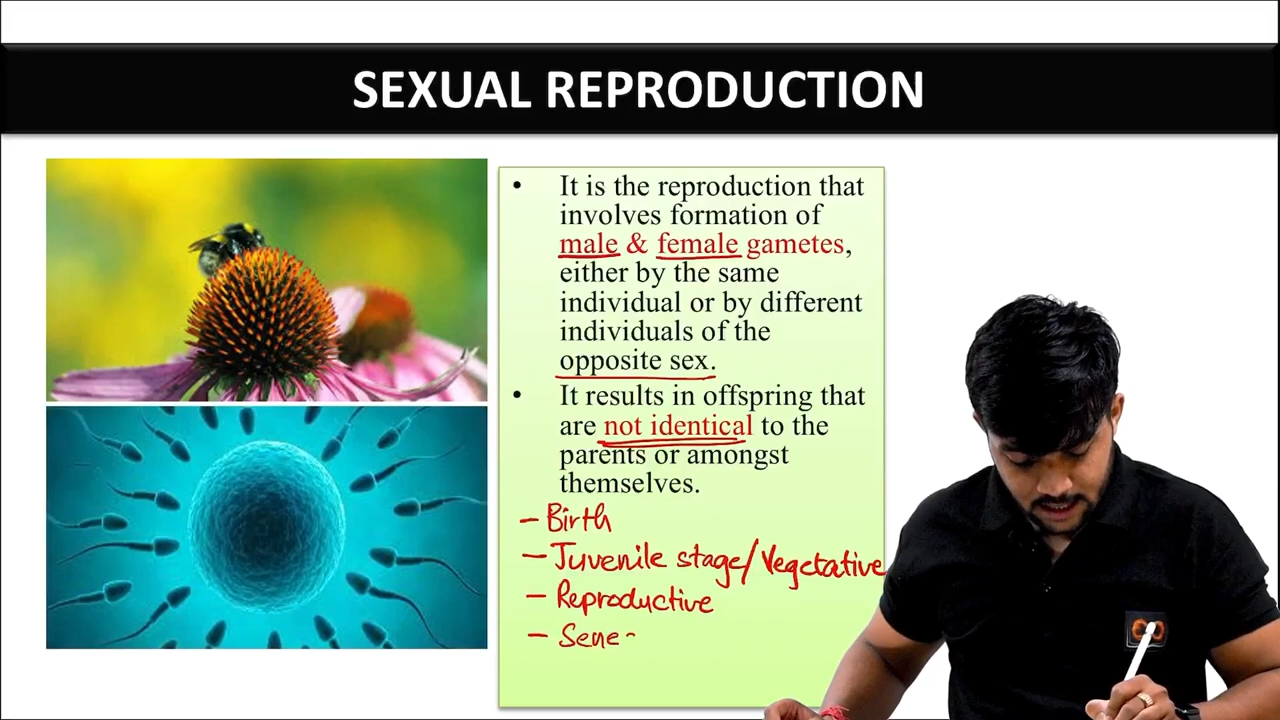 SEXUAL REPRODUCTION
• It is the reproduction that
involves formation of
male & female gametes,
either by the same
individual or by different
individuals of the
opposite sex.
• It results in offspring that
are not identical to the
parents or amongst
themselves.
- Birth
- Juvenile stage/Vegetative
- Reproductive
- Sene